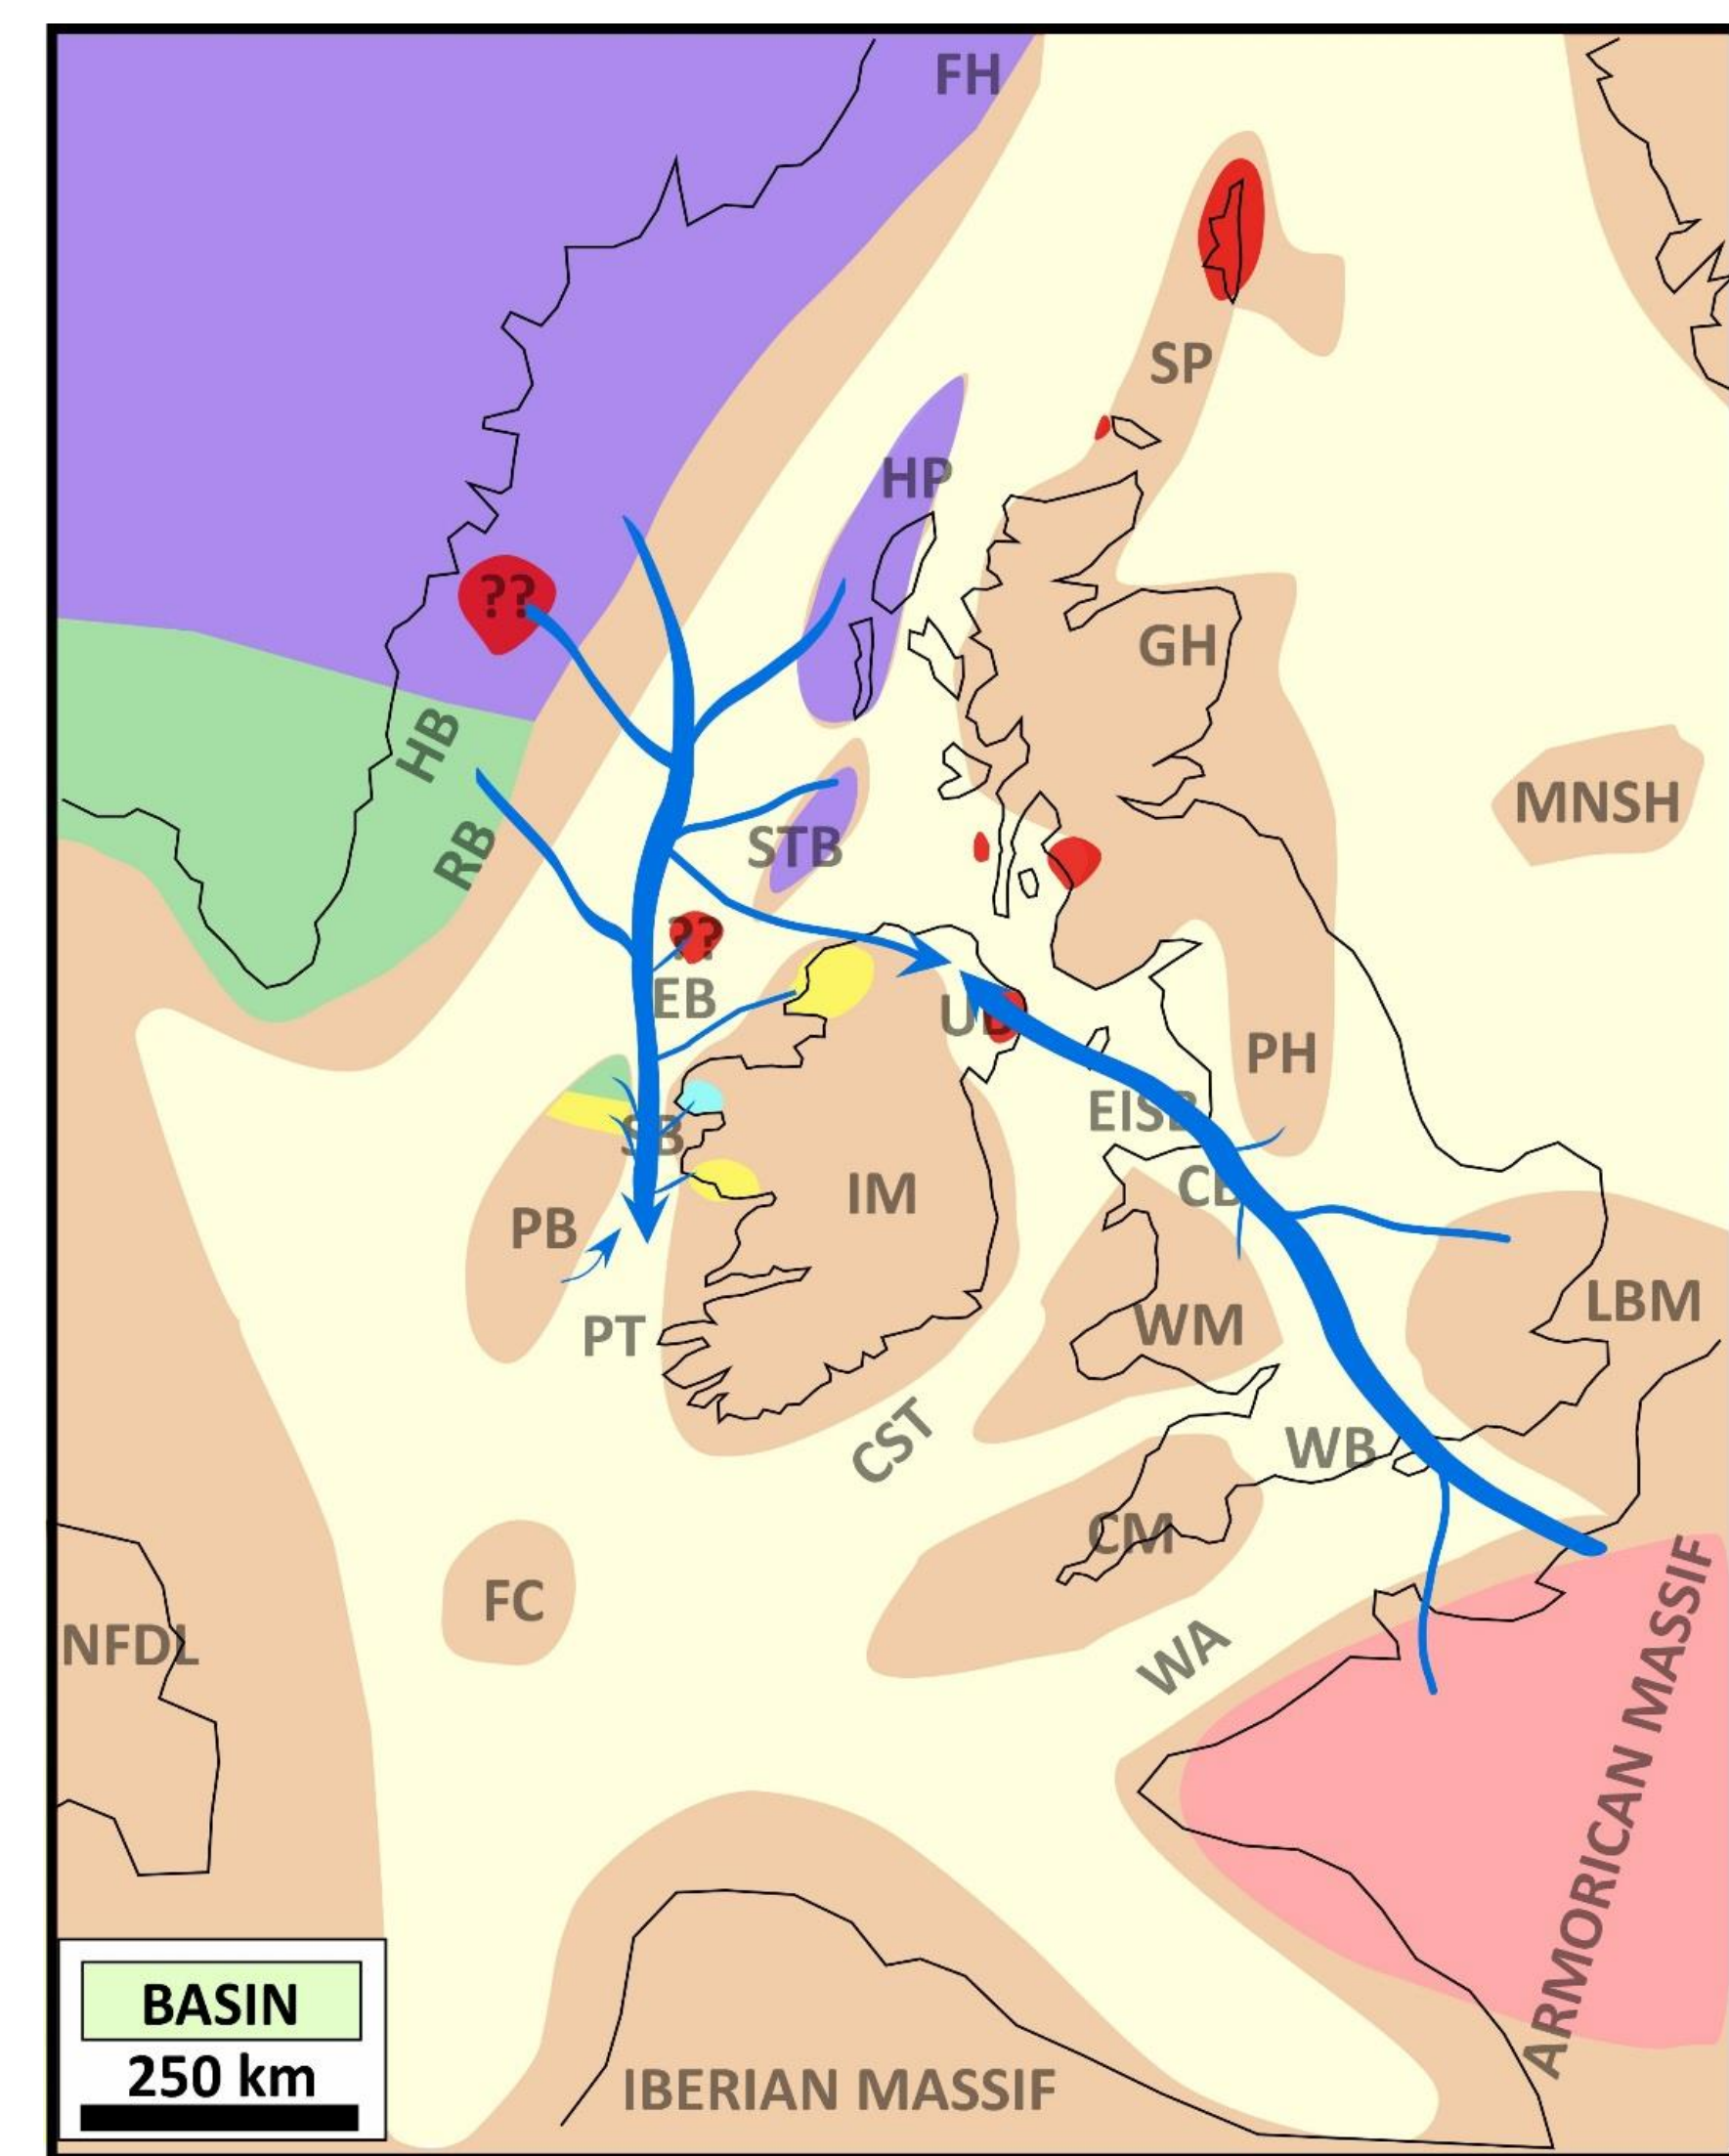 FH
SP
HP
??
GH
HB
MNSH
RB
STB
??
EB
UB
PH
EISB
SB
IM
CB
PB
WM
LBM
PT
CST
WB
CM
FC
NFDL
WA
ARMORICAN MASSIF
BASIN
250 km
IBERIAN MASSIF